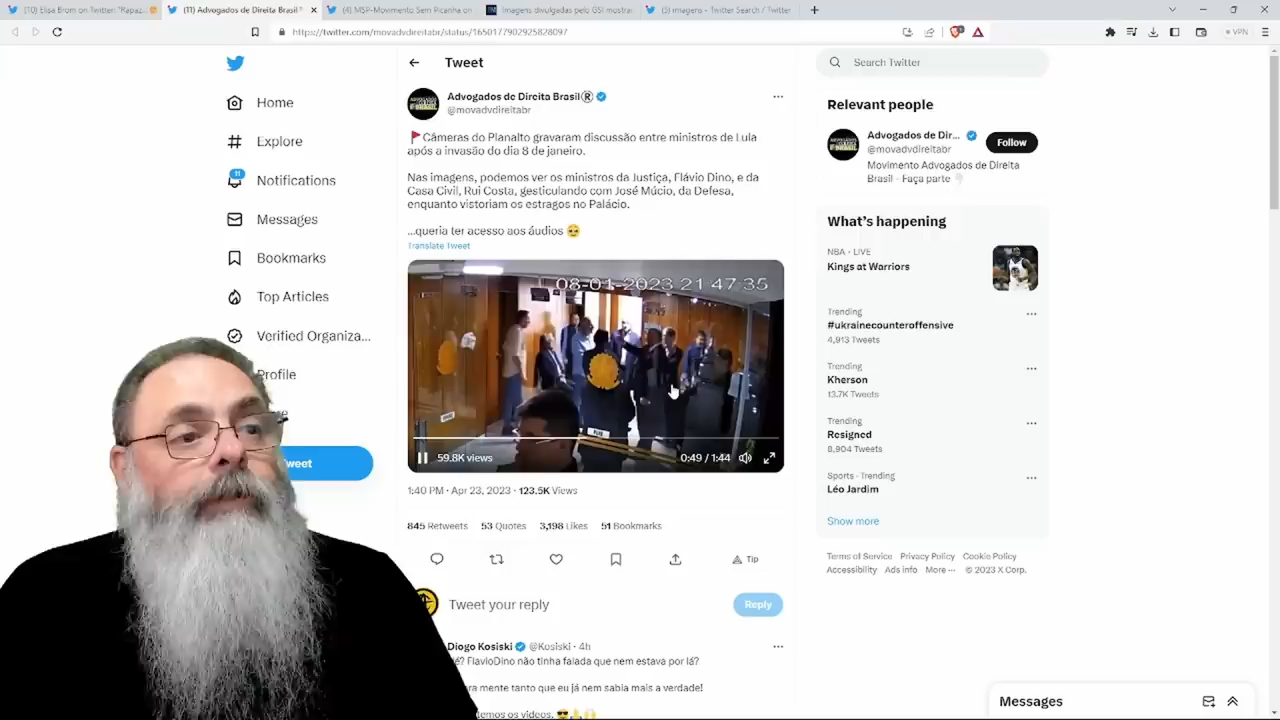 (10) Elisa Brom on Twitter: "Rapaz
(11) Advogados de Direita Brasil
(4) MSP-Movimento Sem Picanha on
Imagens divulgadas pelo GSI mostra
(5) imagens - Twitter Search / Twitter
https://twitter.com/movadvdireitabr/status/1650177902925828097
VPN
Home
Explore
11
Notifications
Messages
Bookmarks
Top Articles
Verified Organiza...
Profile
Tweet
Advogados de Direita Brasil®
@movadvdireitabr
🚩Câmeras do Planalto gravaram discussão entre ministros de Lula
após a invasão do dia 8 de janeiro.
Nas imagens, podemos ver os ministros da Justiça, Flávio Dino, e da
Casa Civil, Rui Costa, gesticulando com José Múcio, da Defesa,
enquanto vistoriam os estragos no Palácio.
...queria ter acesso aos áudios 🥺
Translate Tweet
08-01-2023 21 47:35
59.8K views
0:49 / 1:44
1:40 PM · Apr 23, 2023 · 123.5K Views
845 Retweets 53 Quotes 3,198 Likes 51 Bookmarks
Tip
Tweet your reply
Reply
Diogo Kosiski @Kosiski · 4h
é? FlavioDino não tinha falada que nem estava por lá?
ra mente tanto que eu já nem sabia mais a verdade!
temos os videos.
Search Twitter
Relevant people
Advogados de Dir...
@movadvdireitabr
Follow
Movimento Advogados de Direita
Brasil - Faça parte 👇
What's happening
NBA · LIVE
Kings at Warriors
Trending
#ukrainecounteroffensive
4,913 Tweets
Trending
Kherson
13.7K Tweets
Trending
Resigned
8,904 Tweets
Sports · Trending
Léo Jardim
Show more
Terms of Service Privacy Policy Cookie Policy
Accessibility Ads info More ··· © 2023 X Corp.
Messages